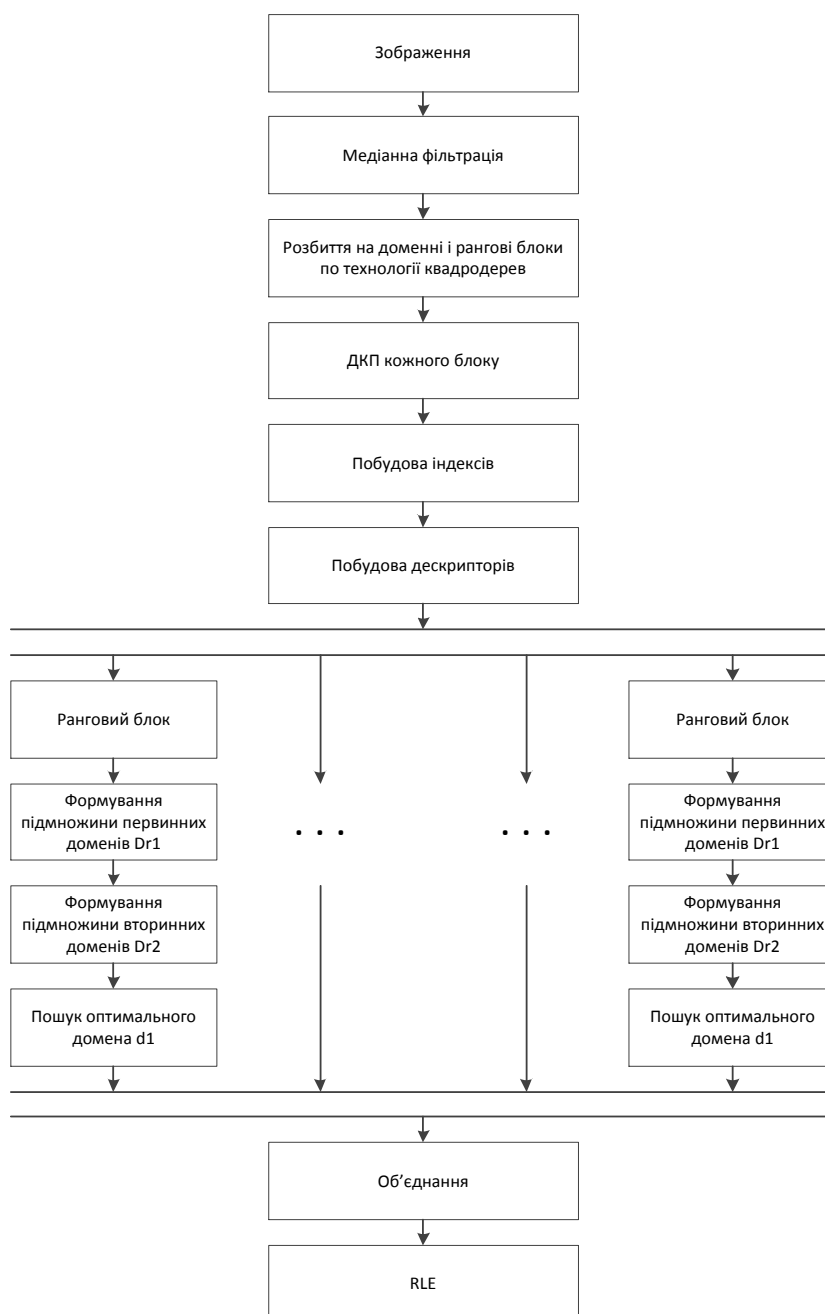 Зображення
Медіанна фільтрація
Розбиття на доменні і рангові блоки
по технології квадродерев
ДКП кожного блоку
Побудова індексів
Побудова дескрипторів
Ранговий блок
Формування
підмножини первинних
доменів Dr1
Формування
підмножини вторинних
доменів Dr2
Пошук оптимального
домена d1
. . .
. . .
Ранговий блок
Формування
підмножини первинних
доменів Dr1
Формування
підмножини вторинних
доменів Dr2
Пошук оптимального
домена d1
Об’єднання
RLE